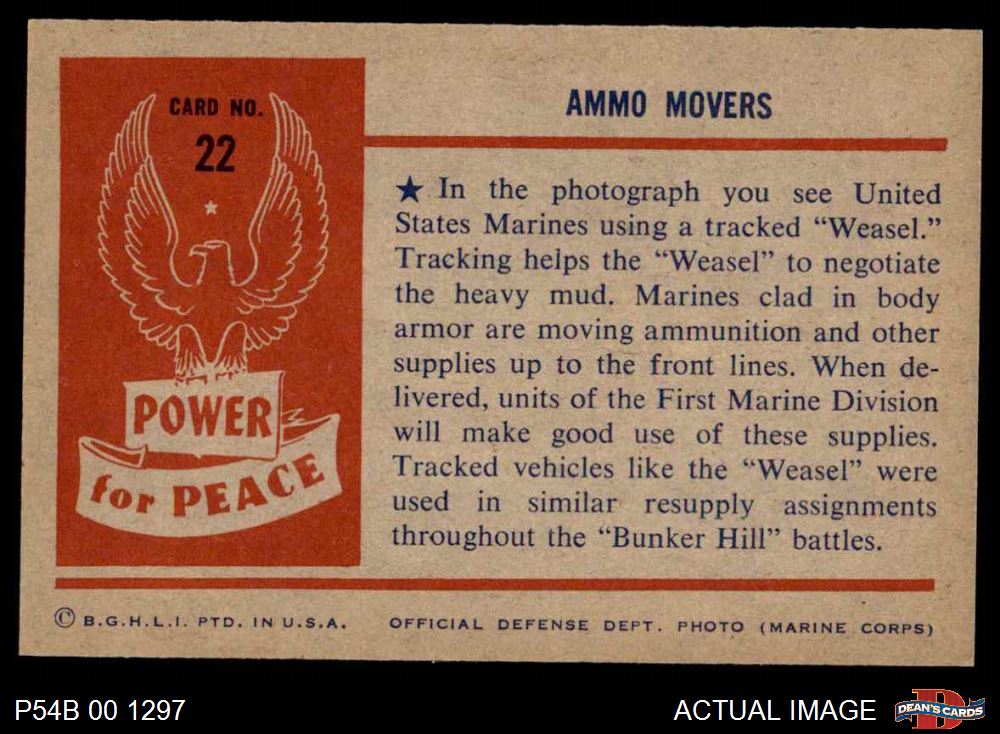 CARD NO.
22
POWER
for PEACE
AMMO MOVERS
★ In the photograph you see United
States Marines using a tracked “Weasel.”
Tracking helps the “Weasel” to negotiate
the heavy mud. Marines clad in body
armor are moving ammunition and other
supplies up to the front lines. When de-
livered, units of the First Marine Division
will make good use of these supplies.
Tracked vehicles like the “Weasel” were
used in similar resupply assignments
throughout the “Bunker Hill” battles.
© B.G.H.L.I. PTD. IN U.S.A.
OFFICIAL DEFENSE DEPT. PHOTO (MARINE CORPS)
P54B 00 1297
ACTUAL IMAGE
DEAN'S CARDS